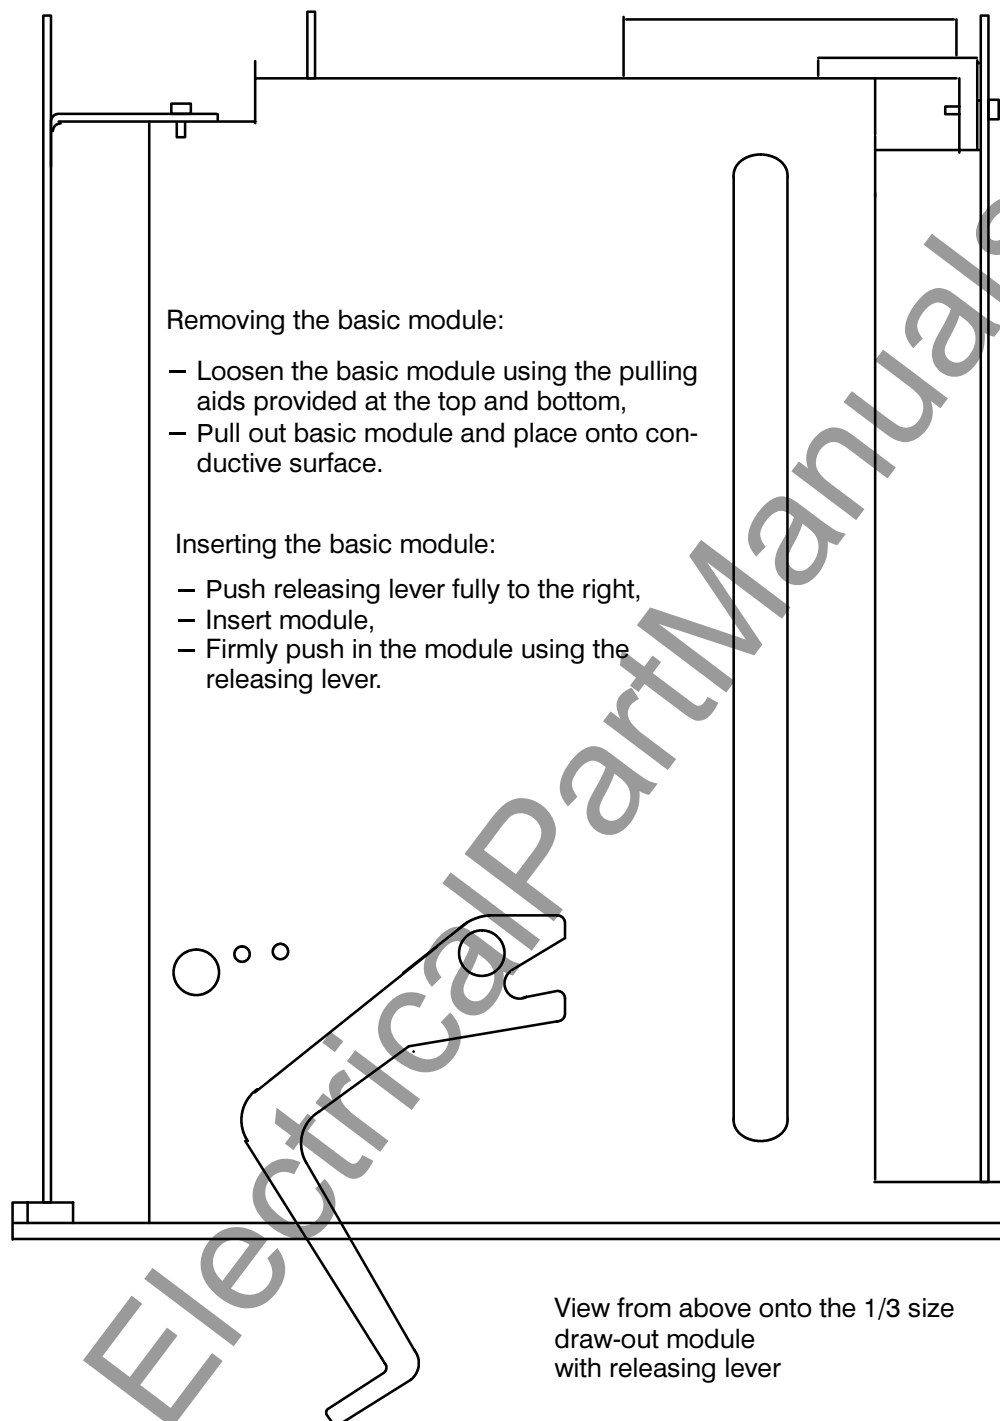 Removing the basic module:
– Loosen the basic module using the pulling
aids provided at the top and bottom,
– Pull out basic module and place onto con-
ductive surface.
Inserting the basic module:
– Push releasing lever fully to the right,
– Insert module,
– Firmly push in the module using the
releasing lever.
View from above onto the 1/3 size
draw-out module
with releasing lever
ElectricalPartManuals